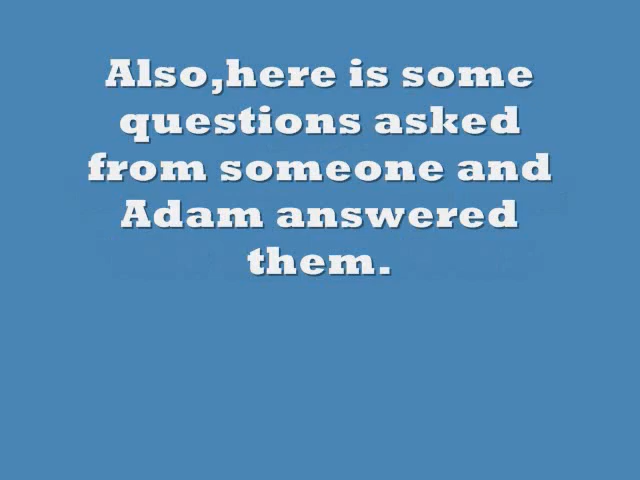 Also,here is some
questions asked
from someone and
Adam answered
them.